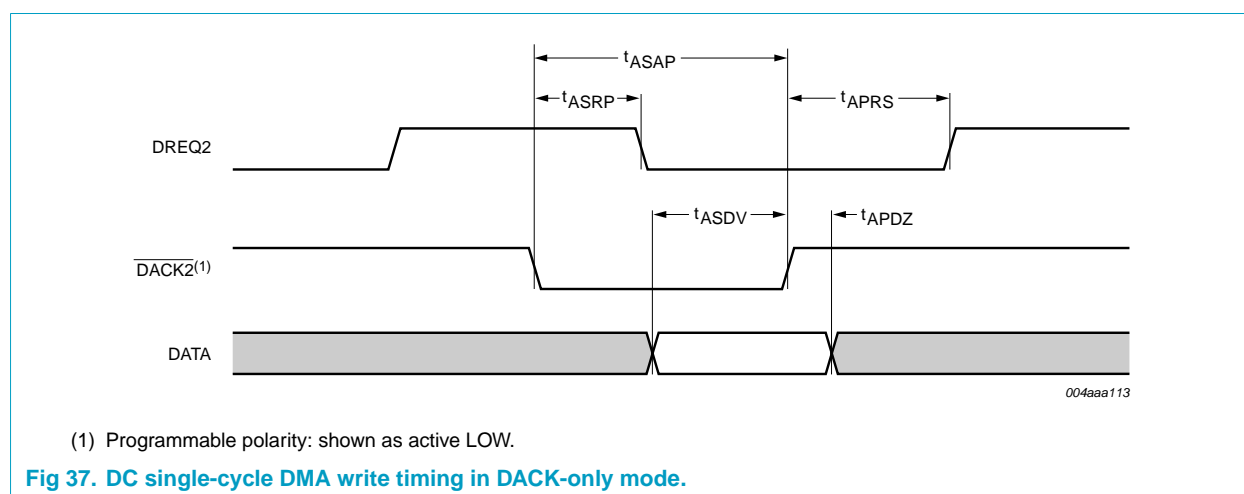 tASAP
tASRP
tAPRS
DREQ2
tASDV
tAPDZ
DACK2(1)
DATA
004aaa113
(1) Programmable polarity: shown as active LOW.
Fig 37. DC single-cycle DMA write timing in DACK-only mode.